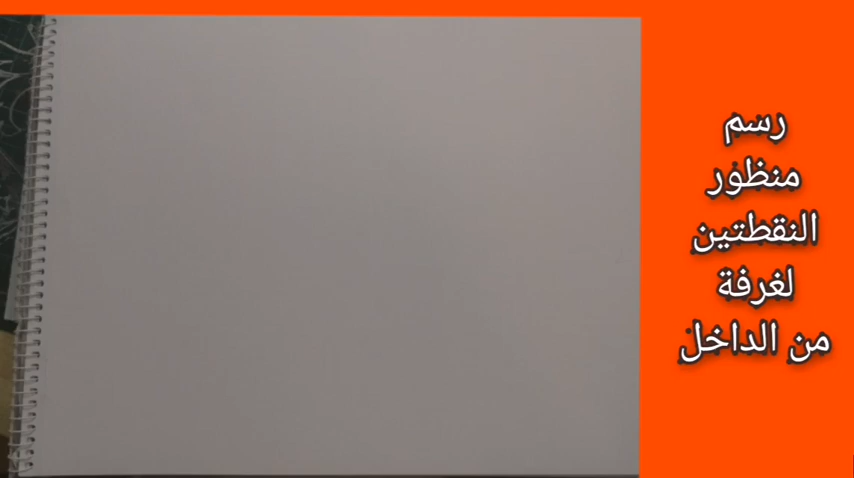 رسم
منظور
النقطتين
لغرفة
من الداخل